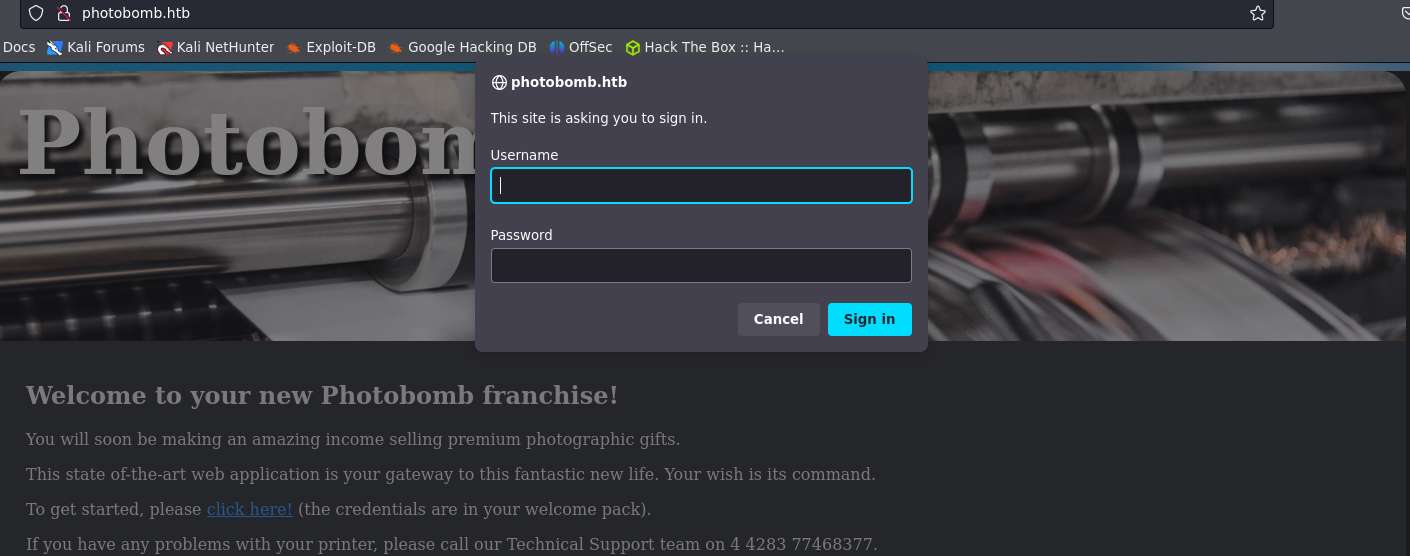 photobomb.htb
Docs Kali Forums Kali NetHunter Exploit-DB Google Hacking DB OffSec Hack The Box :: Ha...
photobomb.htb
This site is asking you to sign in.
Username
Password
Cancel Sign in
Photobom
Welcome to your new Photobomb franchise!
You will soon be making an amazing income selling premium photographic gifts.
This state of-the-art web application is your gateway to this fantastic new life. Your wish is its command.
To get started, please click here! (the credentials are in your welcome pack).
If you have any problems with your printer, please call our Technical Support team on 4 4283 77468377.